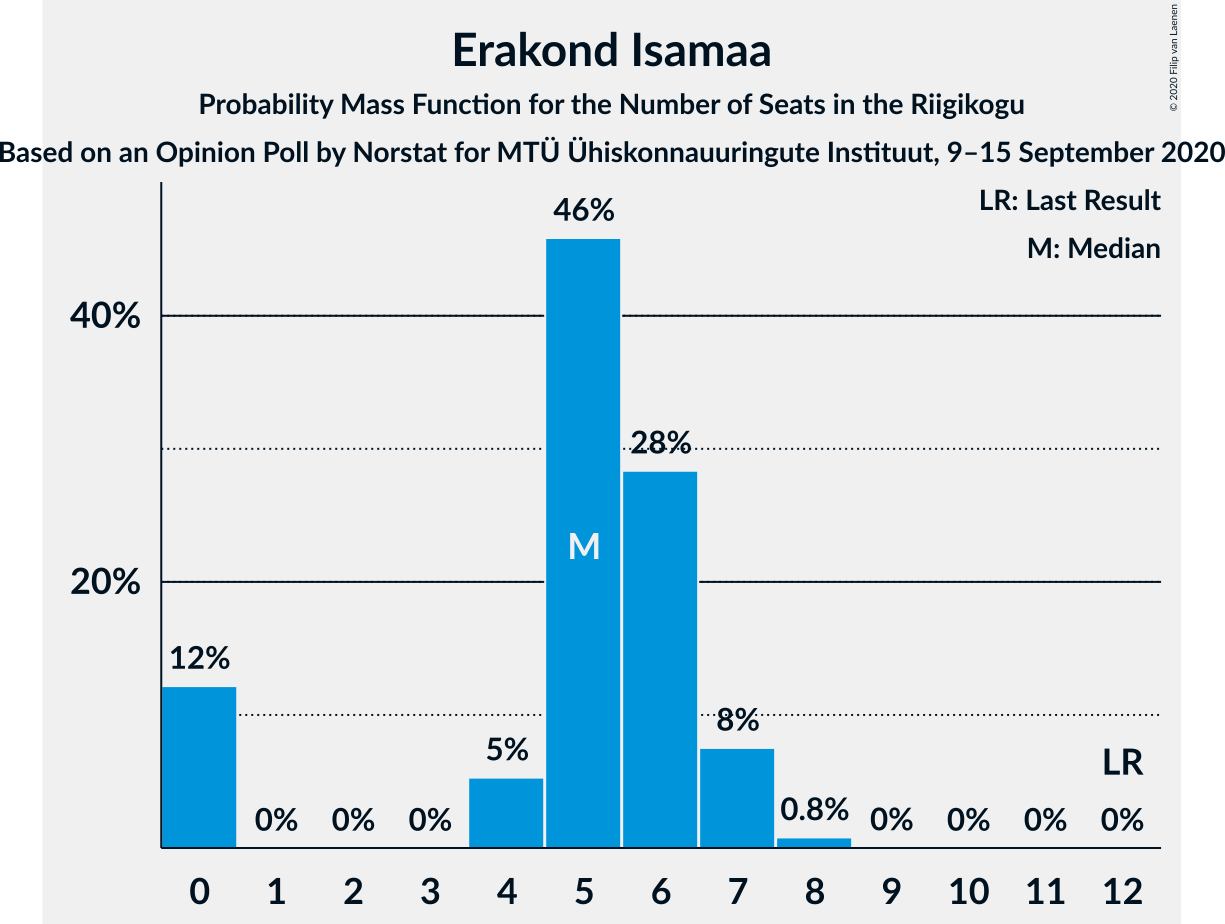 Erakond Isamaa
Probability Mass Function for the Number of Seats in the Riigikogu
Based on an Opinion Poll by Norstat for MTÜ Ühiskonnauuringute Instituut, 9–15 September 2020
© 2020 Filip van Laenen
LR: Last Result
M: Median
46%
40%
28%
M
20%
12%
8%
5%
LR
0% 0% 0% 0.8% 0% 0% 0% 0%
0 1 2 3 4 5 6 7 8 9 10 11 12